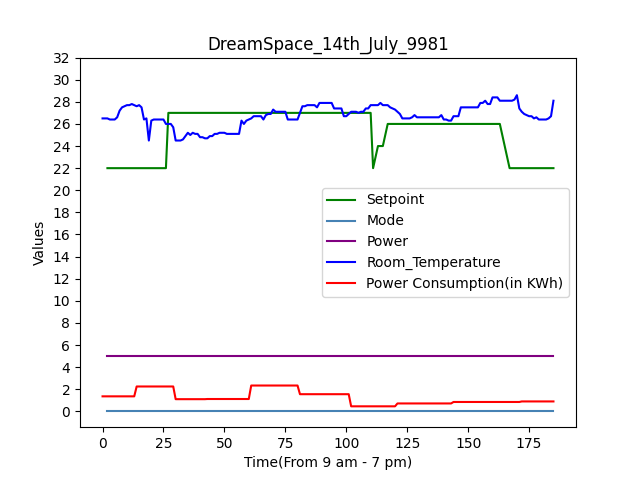 DreamSpace_14th_July_9981
32
30
28
26
24
22
20
18
16
14
12
10
8
6
4
2
0
Values
Setpoint
Mode
Power
Room_Temperature
Power Consumption(in KWh)
0 25 50 75 100 125 150 175
Time(From 9 am - 7 pm)